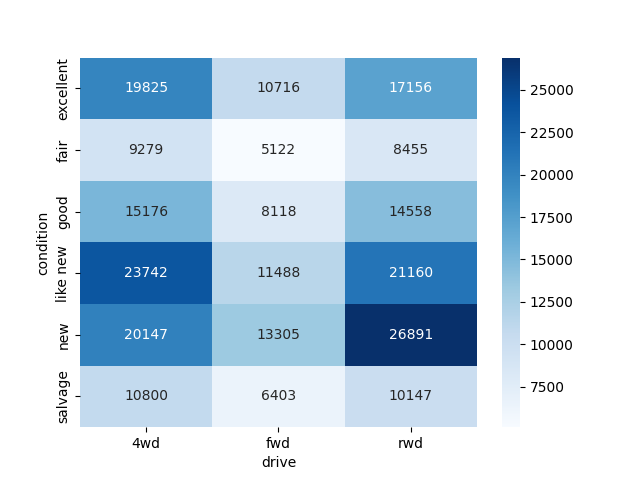 condition
excellent 19825 10716 17156
fair 9279 5122 8455
good 15176 8118 14558
like new 23742 11488 21160
new 20147 13305 26891
salvage 10800 6403 10147
4wd fwd rwd
drive
25000
22500
20000
17500
15000
12500
10000
7500